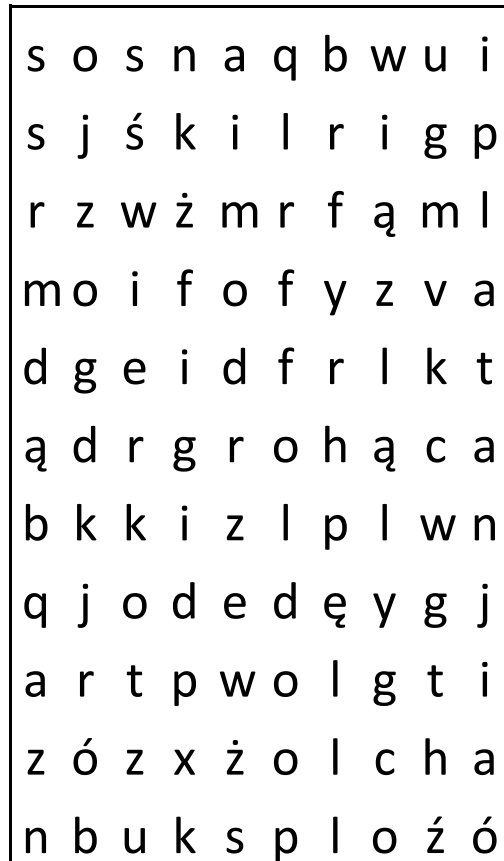 s o s n a q b w u i
s j ś k i l r i g p
r z w ż m r f ą m l
m o i f o f y z v a
d g e i d f r l k t
ą d r g r o h ą c a
b k k i z l p l w n
q j o d e d ę y g j
a r t p w o l g t i
z ó z x ż o l c h a
n b u k s p l o ź ó